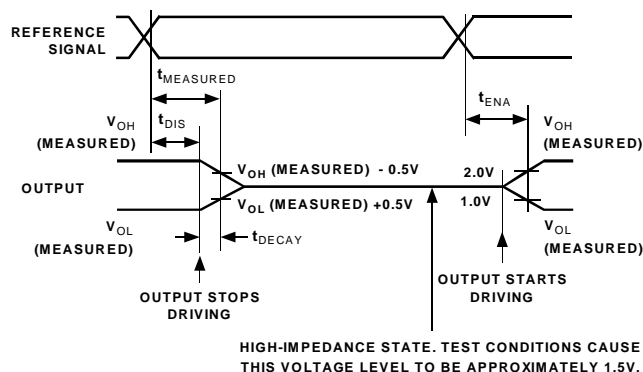 REFERENCE
SIGNAL
tMEASURED
tENA
VOH
(MEASURED)
tDIS
VOH
(MEASURED)
VOH (MEASURED) - 0.5V
2.0V
OUTPUT
VOL (MEASURED) +0.5V
1.0V
VOL
(MEASURED)
tDECAY
VOL
(MEASURED)
OUTPUT STOPS
DRIVING
OUTPUT STARTS
DRIVING
HIGH-IMPEDANCE STATE. TEST CONDITIONS CAUSE
THIS VOLTAGE LEVEL TO BE APPROXIMATELY 1.5V.